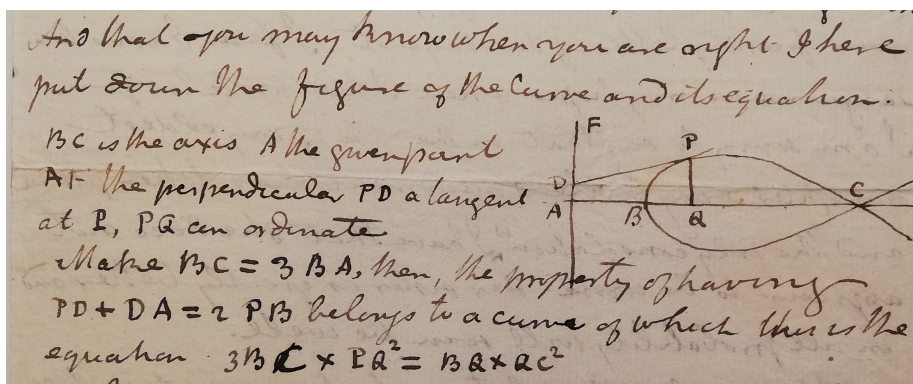 And that you may know when you are right I here
put down the figure of the Curve and its equation.
BC is the axis A the given point
AF the perpendicular PD a tangent
at P, PQ an ordinate
Make BC = 3 BA, then, the property of having
PD + DA = 2 PB belongs to a curve of which this is the
equation 3BC × PQ² = BQ × QC²
F
P
D
A
B
Q
C